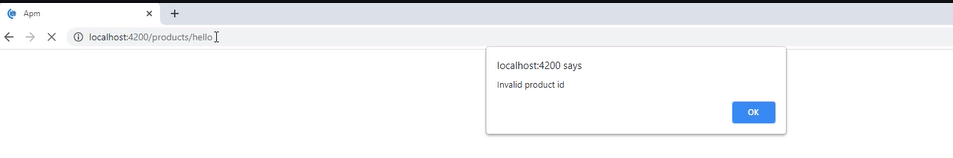 Apm
localhost:4200/products/hello
localhost:4200 says
Invalid product id
OK